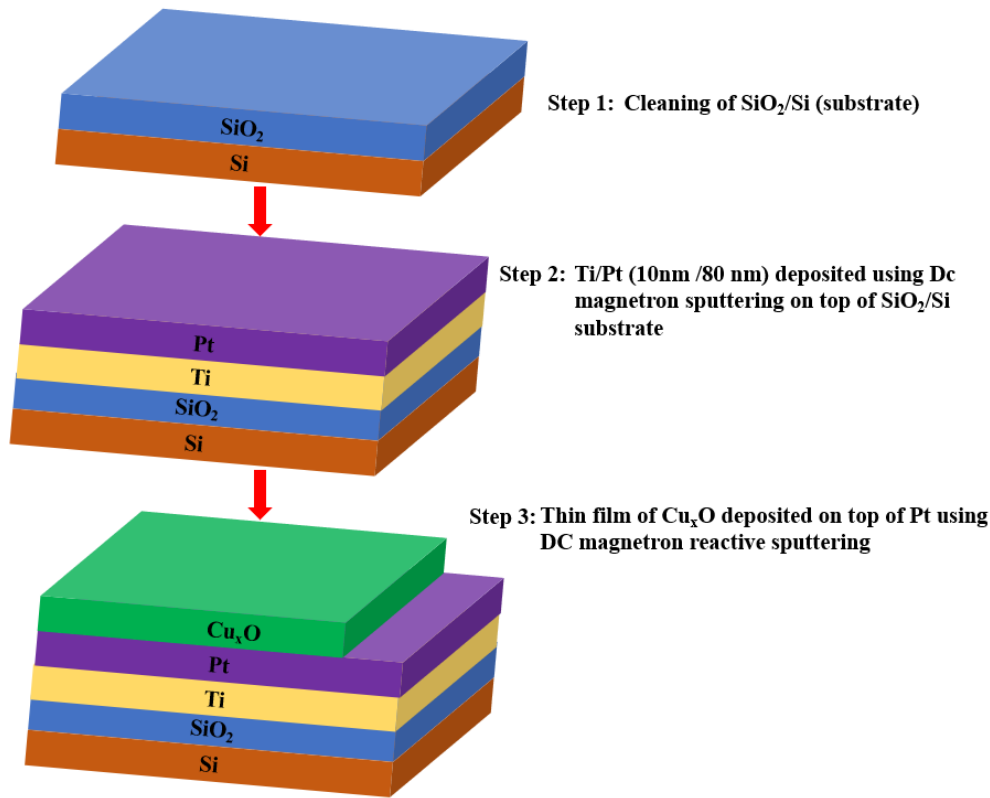 Step 1: Cleaning of SiO₂/Si (substrate)
SiO₂
Si
Step 2: Ti/Pt (10nm /80 nm) deposited using Dc
magnetron sputtering on top of SiO₂/Si
substrate
Pt
Ti
SiO₂
Si
Step 3: Thin film of CuₓO deposited on top of Pt using
DC magnetron reactive sputtering
CuₓO
Pt
Ti
SiO₂
Si